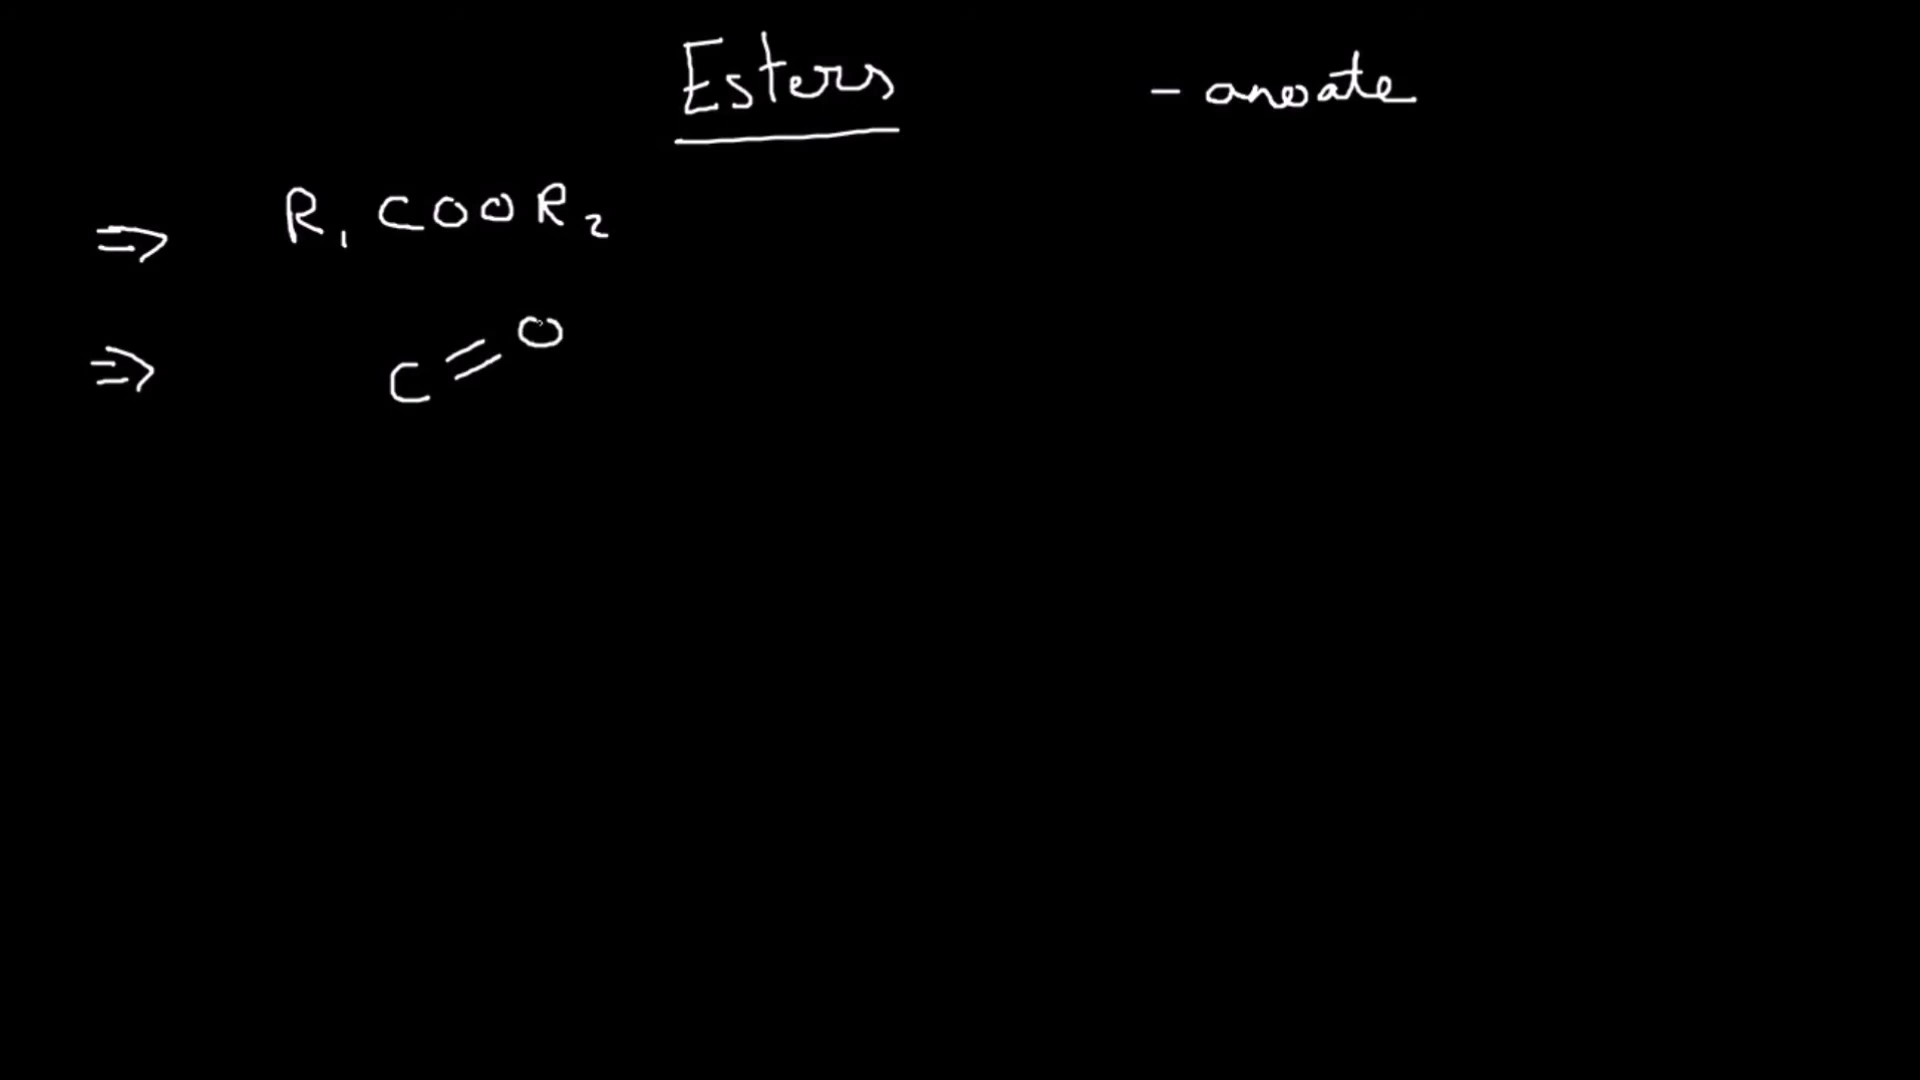 Esters - anoate
⇒ R₁COOR₂
⇒ C=O